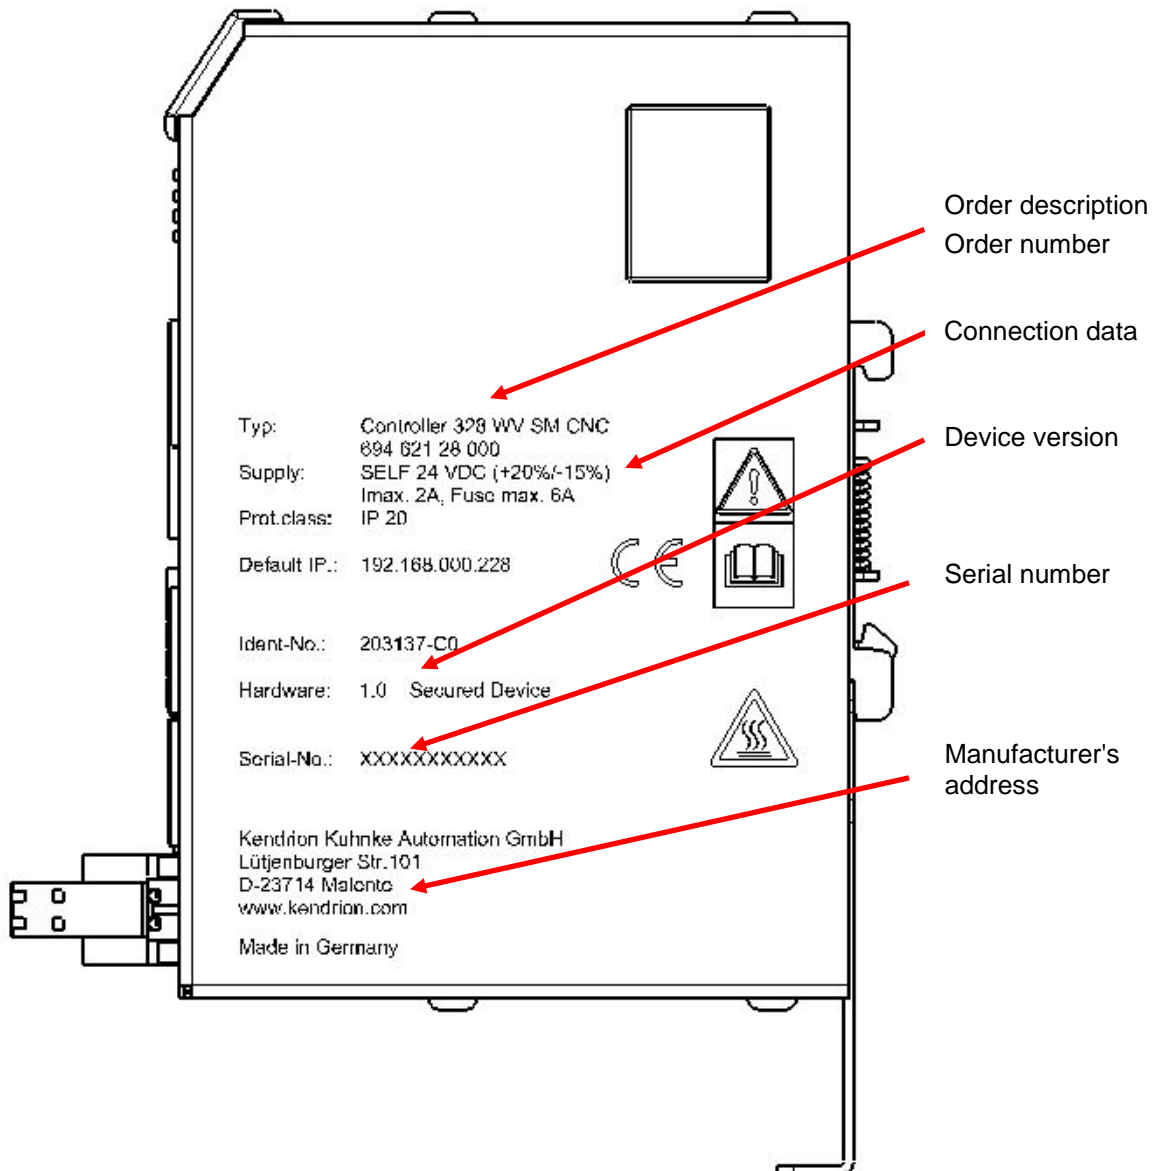 Order description
Order number
Connection data
Device version
Serial number
Manufacturer's
address
Typ: Controller 328 WV SM CNC
694 621 28 000
Supply: SELF 24 VDC (+20%/-15%)
Imax. 2A, Fuse max. 6A
Prot.class: IP 20
Default IP.: 192.168.000.228
CE
Ident-No.: 203137-C0
Hardware: 1.0 Secured Device
Serial-No.: XXXXXXXXXXX
Kendrion Kuhnke Automation GmbH
Lütjenburger Str.101
D-23714 Malente
www.kendrion.com
Made in Germany